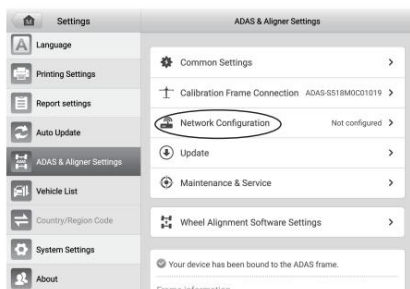 Settings
ADAS & Aligner Settings
Language
Printing Settings
Report settings
Auto Update
ADAS & Aligner Settings
Vehicle List
Country/Region Code
System Settings
About
Common Settings
Calibration Frame Connection ADAS-S518M0C01019
Network Configuration Not configured
Update
Maintenance & Service
Wheel Alignment Software Settings
Your device has been bound to the ADAS frame.
Frame information